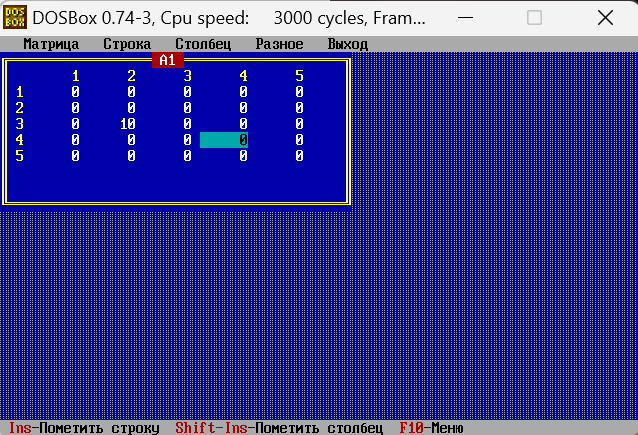 DOS BOX DOSBox 0.74-3, Cpu speed: 3000 cycles, Fram...
Матрица Строка Столбец Разное Выход
A1
1 2 3 4 5
1 0 0 0 0 0
2 0 0 0 0 0
3 0 10 0 0 0
4 0 0 0 0 0
5 0 0 0 0 0
Ins-Пометить строку Shift-Ins-Пометить столбец F10-Меню